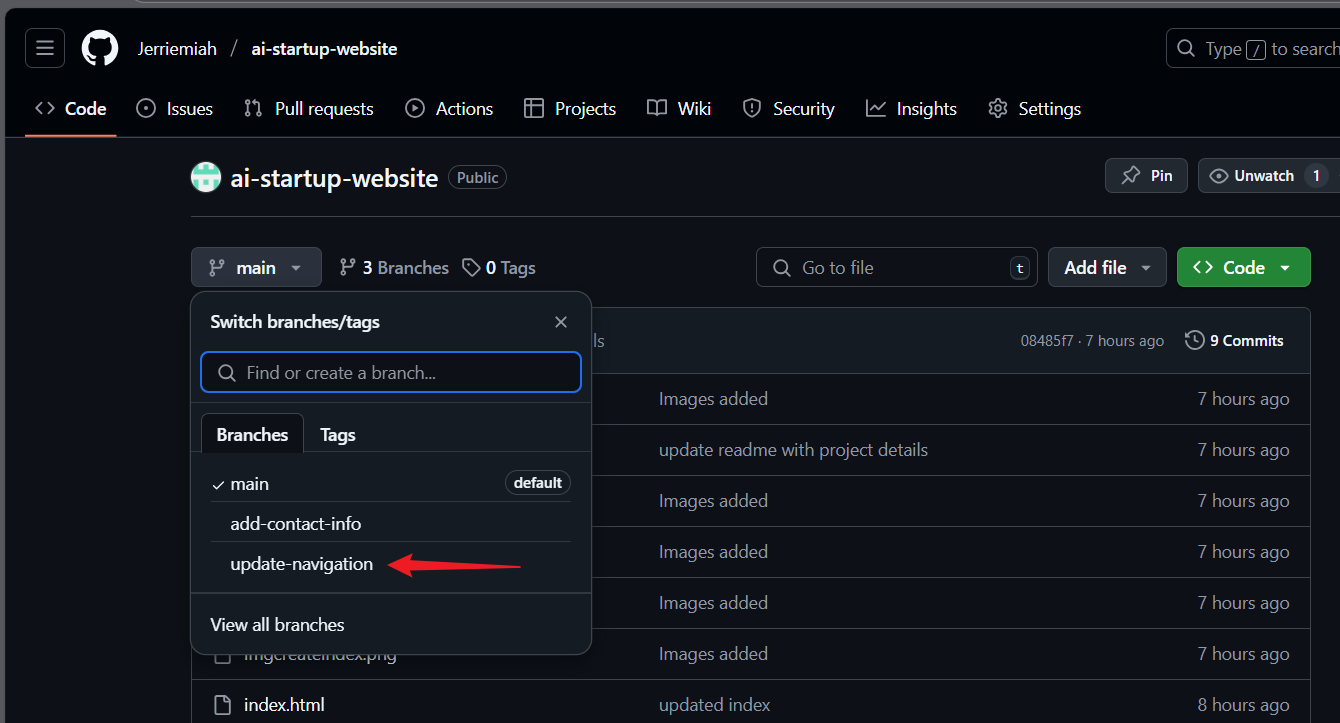 Jerriemiah / ai-startup-website
Type / to search
Code Issues Pull requests Actions Projects Wiki Security Insights Settings
ai-startup-website Public
Pin Unwatch 1
main 3 Branches 0 Tags Go to file t Add file Code
Switch branches/tags
ls 08485f7 · 7 hours ago 9 Commits
Find or create a branch...
Images added 7 hours ago
Branches Tags
update readme with project details 7 hours ago
main default
Images added 7 hours ago
add-contact-info
Images added 7 hours ago
update-navigation
Images added 7 hours ago
View all branches
imgcreateindex.png Images added 7 hours ago
index.html updated index 8 hours ago